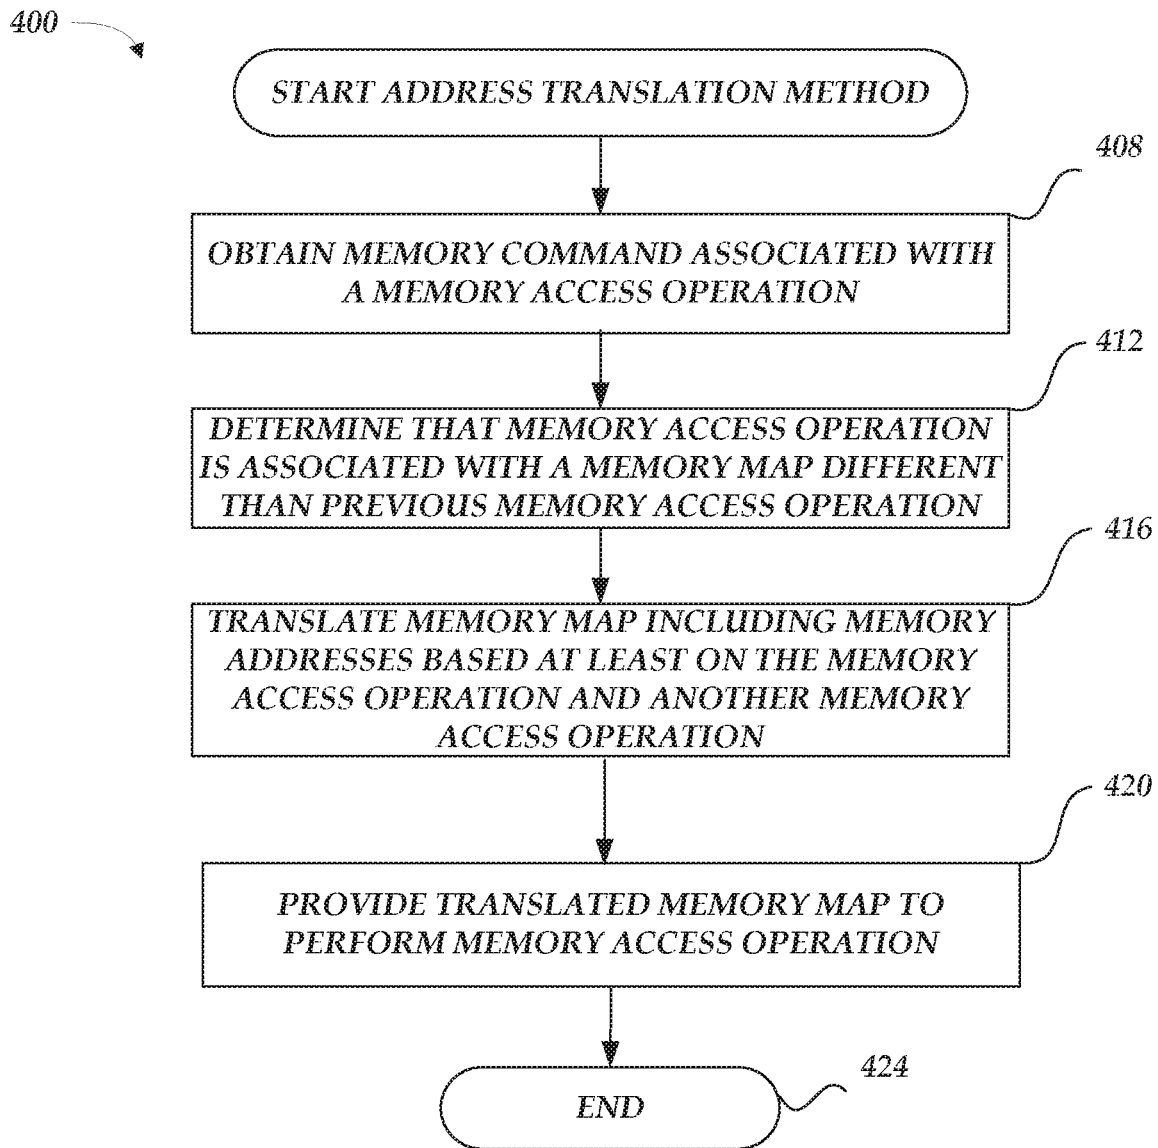 400
START ADDRESS TRANSLATION METHOD
408
OBTAIN MEMORY COMMAND ASSOCIATED WITH
A MEMORY ACCESS OPERATION
412
DETERMINE THAT MEMORY ACCESS OPERATION
IS ASSOCIATED WITH A MEMORY MAP DIFFERENT
THAN PREVIOUS MEMORY ACCESS OPERATION
416
TRANSLATE MEMORY MAP INCLUDING MEMORY
ADDRESSES BASED AT LEAST ON THE MEMORY
ACCESS OPERATION AND ANOTHER MEMORY
ACCESS OPERATION
420
PROVIDE TRANSLATED MEMORY MAP TO
PERFORM MEMORY ACCESS OPERATION
424
END